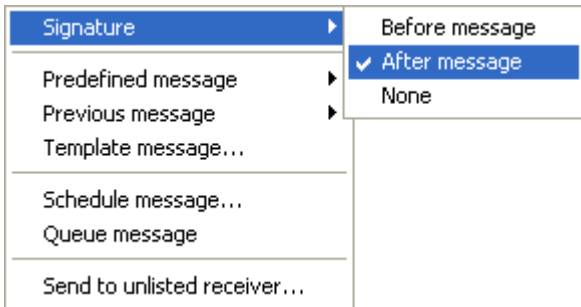 Signature
Before message
After message
None
Predefined message
Previous message
Template message...
Schedule message...
Queue message
Send to unlisted receiver...